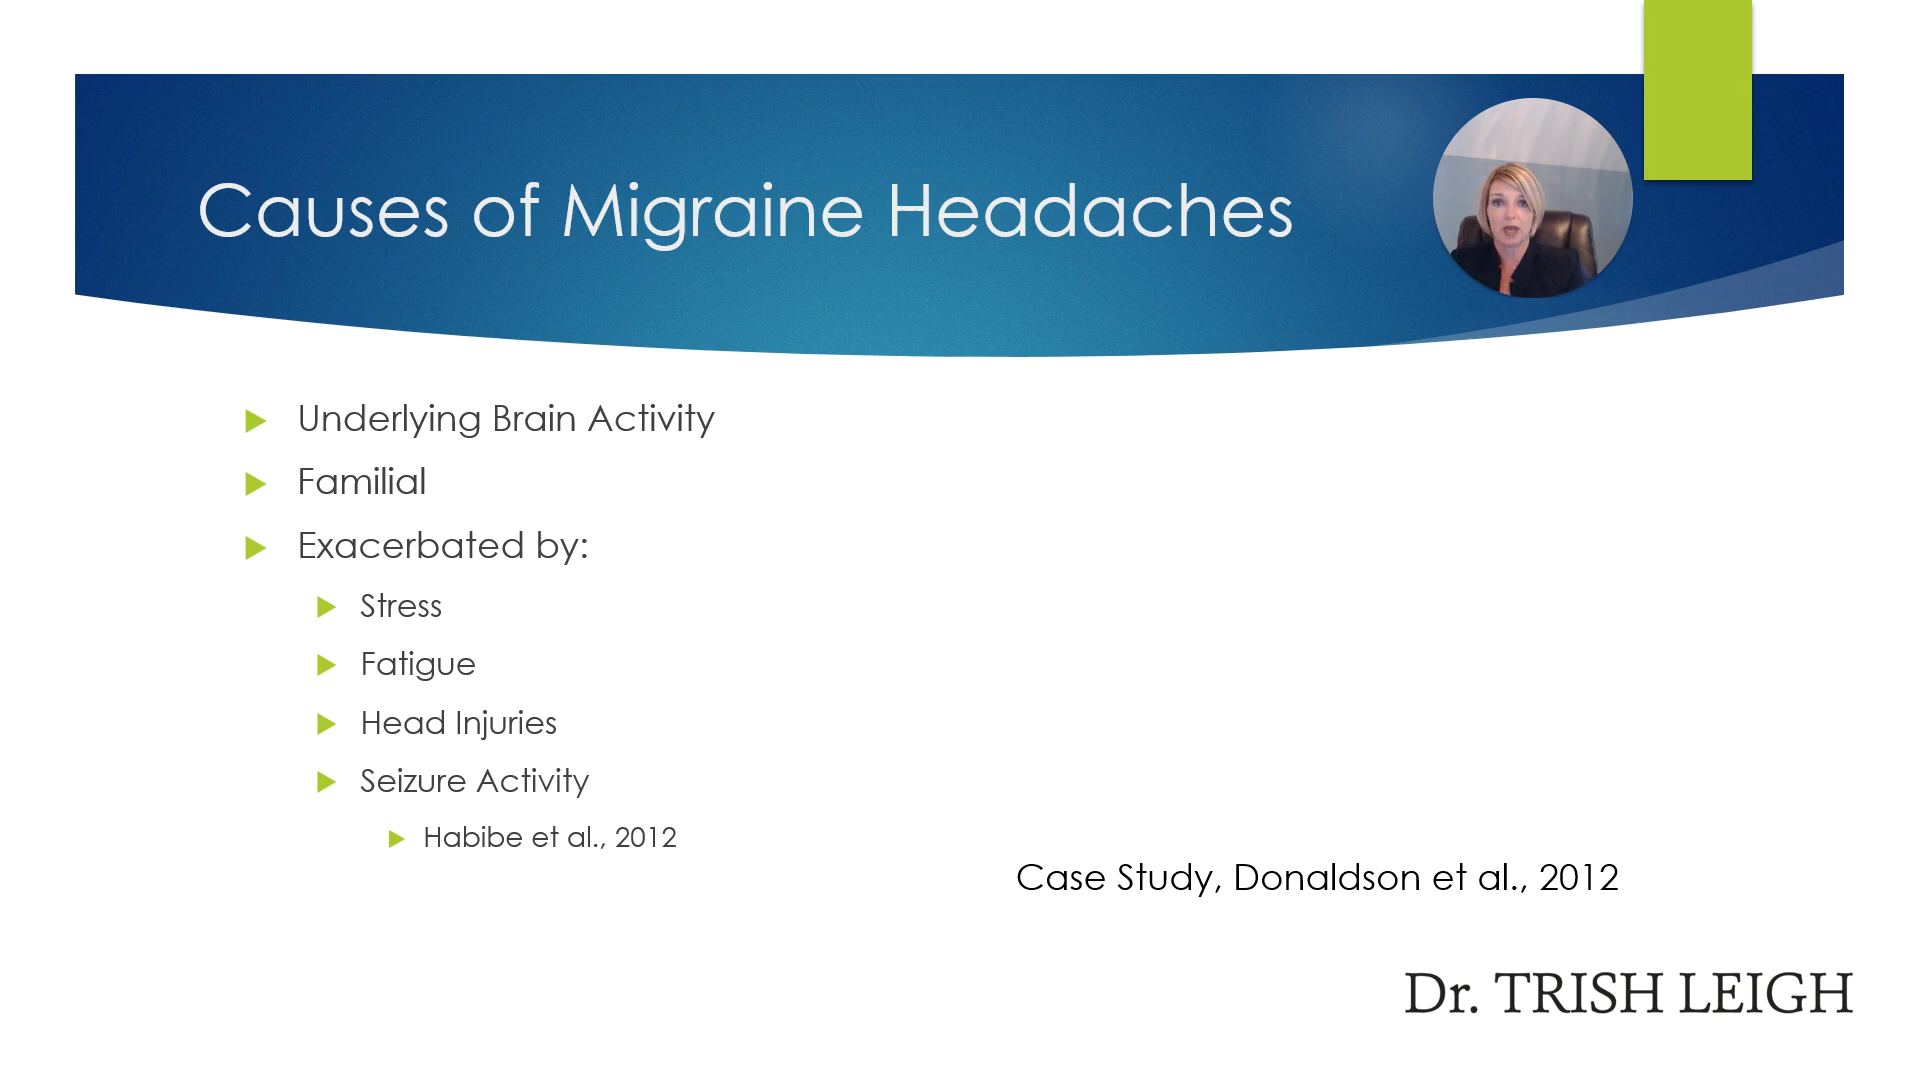 Causes of Migraine Headaches
Underlying Brain Activity
Familial
Exacerbated by:
Stress
Fatigue
Head Injuries
Seizure Activity
Habibe et al., 2012
Case Study, Donaldson et al., 2012
Dr. TRISH LEIGH